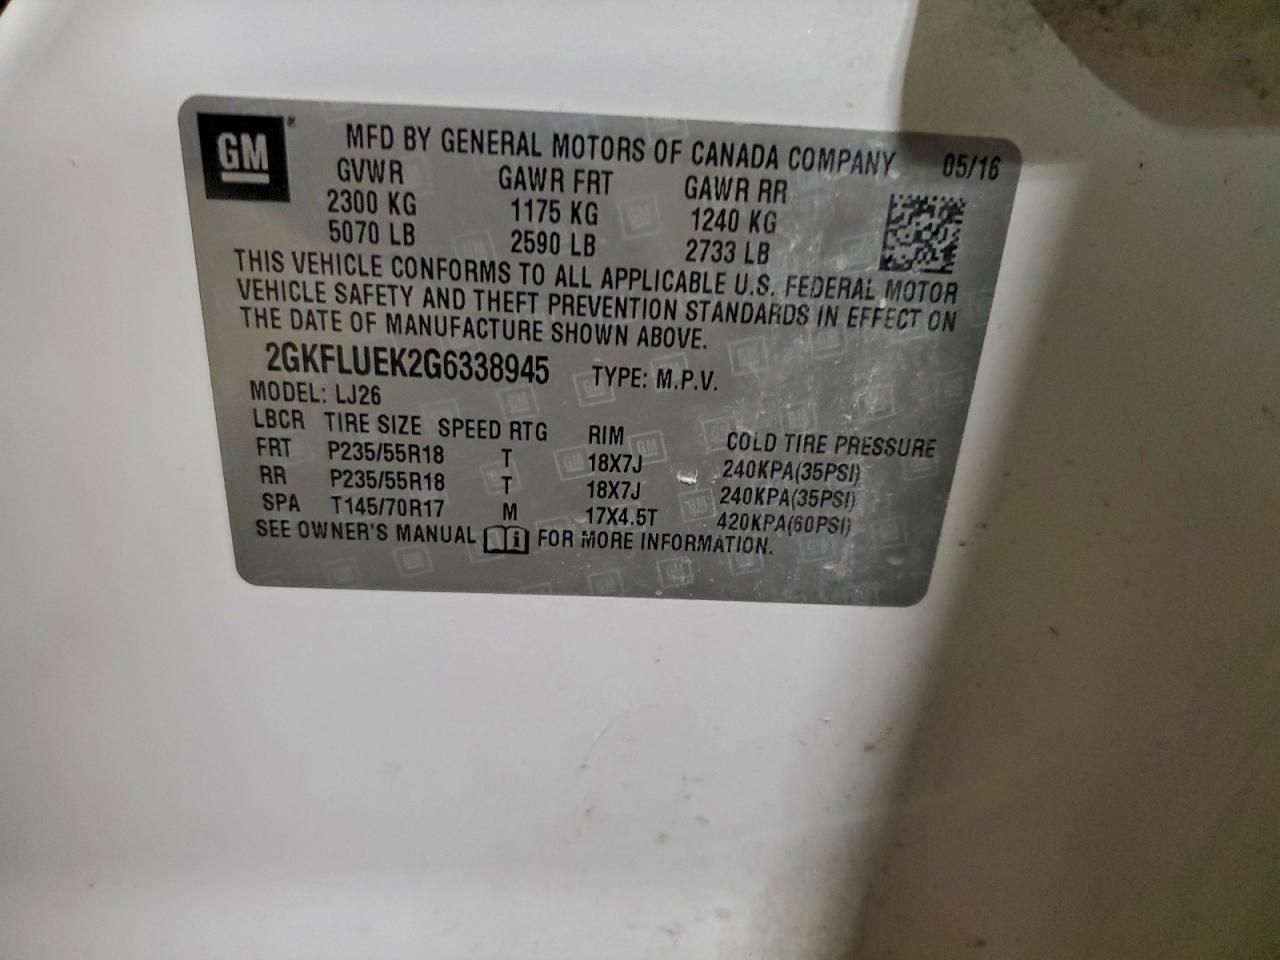 GM
MFD BY GENERAL MOTORS OF CANADA COMPANY 05/16
GVWR GAWR FRT GAWR RR
2300 KG 1175 KG 1240 KG
5070 LB 2590 LB 2733 LB
THIS VEHICLE CONFORMS TO ALL APPLICABLE U.S. FEDERAL MOTOR
VEHICLE SAFETY AND THEFT PREVENTION STANDARDS IN EFFECT ON
THE DATE OF MANUFACTURE SHOWN ABOVE.
2GKFLUEK2G6338945 TYPE: M.P.V.
MODEL: LJ26
LBCR TIRE SIZE SPEED RTG RIM COLD TIRE PRESSURE
FRT P235/55R18 T 18X7J 240KPA(35PSI)
RR P235/55R18 T 18X7J 240KPA(35PSI)
SPA T145/70R17 M 17X4.5T 420KPA(60PSI)
SEE OWNER'S MANUAL i FOR MORE INFORMATION.